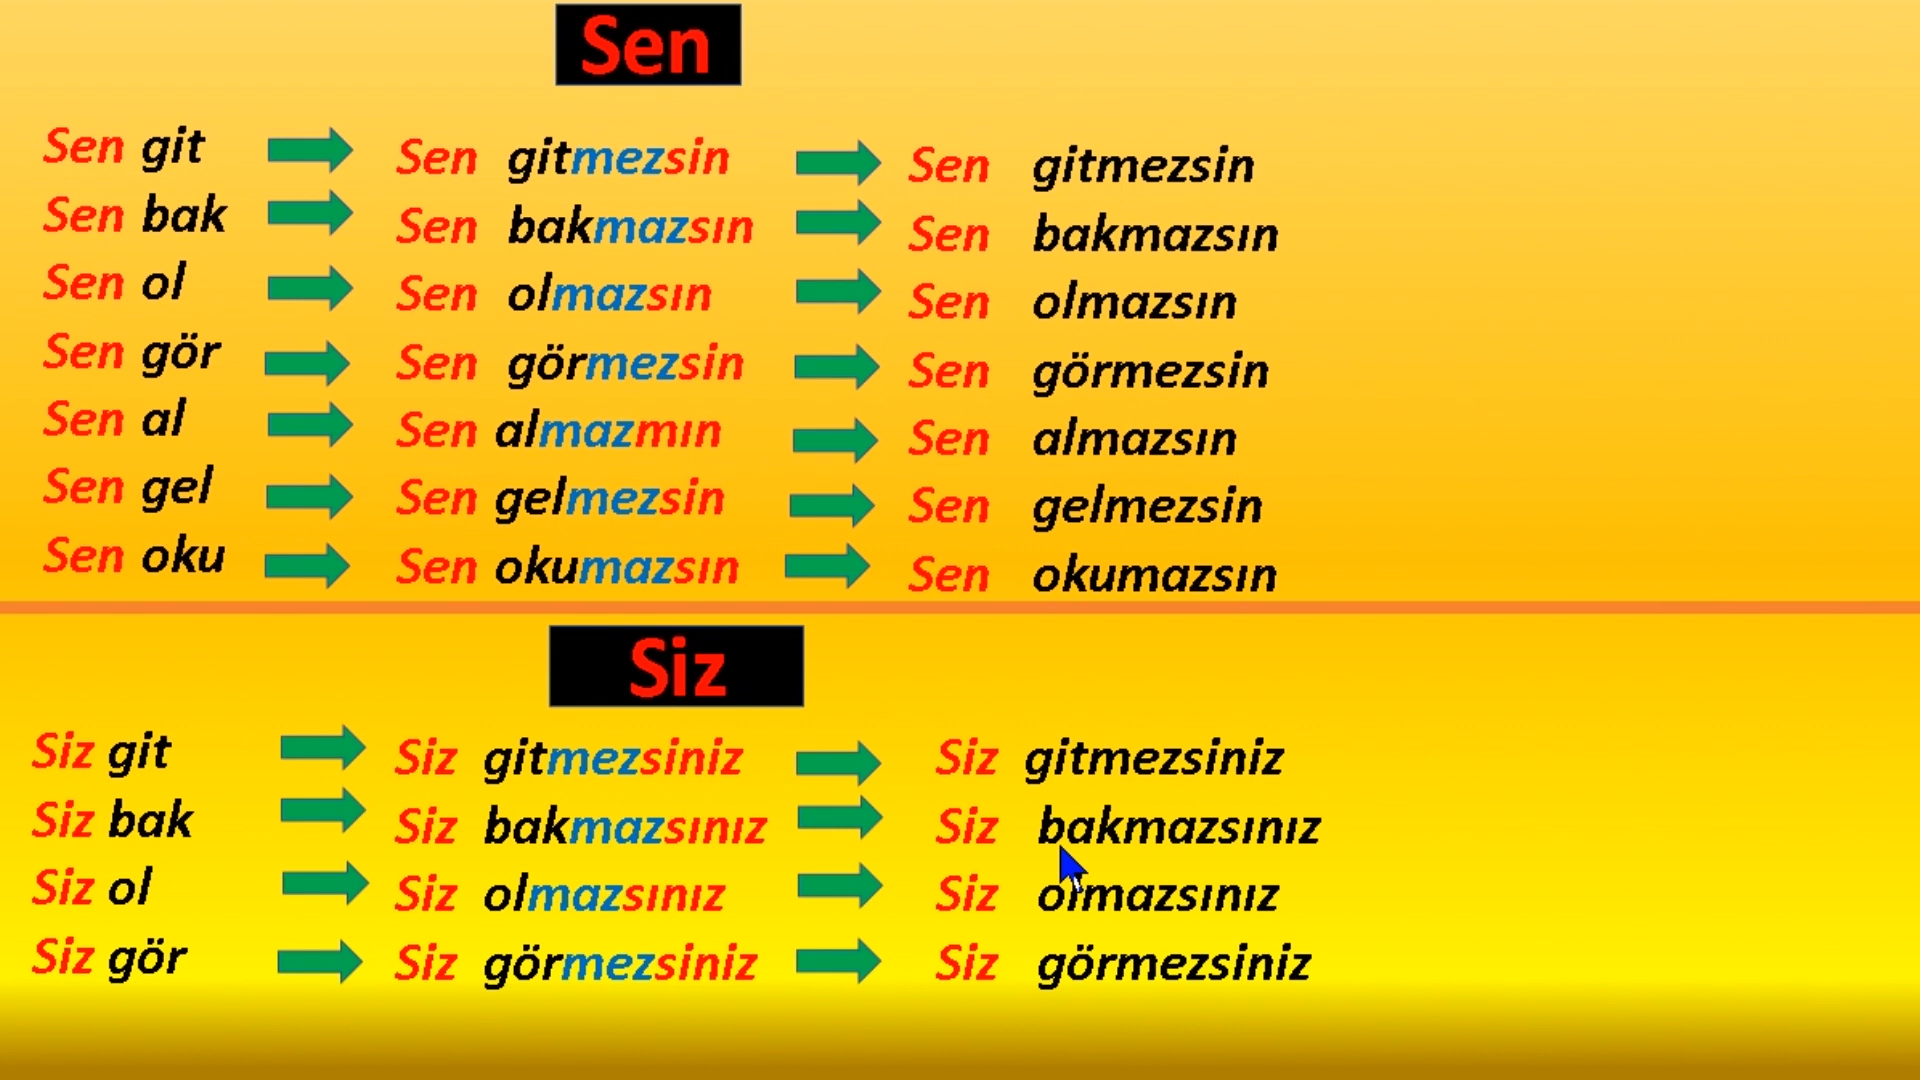 Sen
Sen git Sen gitmezsin Sen gitmezsin
Sen bak Sen bakmazsın Sen bakmazsın
Sen ol Sen olmazsın Sen olmazsın
Sen gör Sen görmezsin Sen görmezsin
Sen al Sen almazmın Sen almazsın
Sen gel Sen gelmezsin Sen gelmezsin
Sen oku Sen okumazsın Sen okumazsın
Siz
Siz git Siz gitmezsiniz Siz gitmezsiniz
Siz bak Siz bakmazsınız Siz bakmazsınız
Siz ol Siz olmazsınız Siz olmazsınız
Siz gör Siz görmezsiniz Siz görmezsiniz